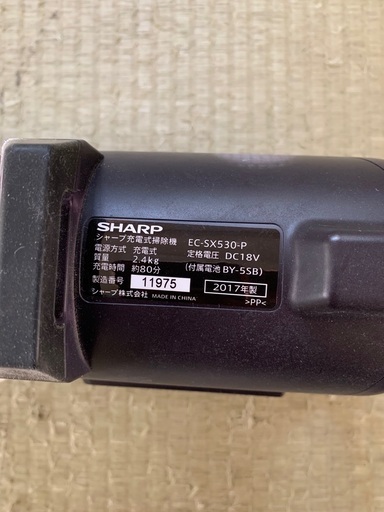 SHARP
シャープ充電式掃除機 EC-SX530-P
電源方式 充電式 定格電圧 DC18V
質量 2.4kg (付属電池 BY-5SB)
充電時間 約80分
製造番号 11975 2017年製
シャープ株式会社 MADE IN CHINA >PP<